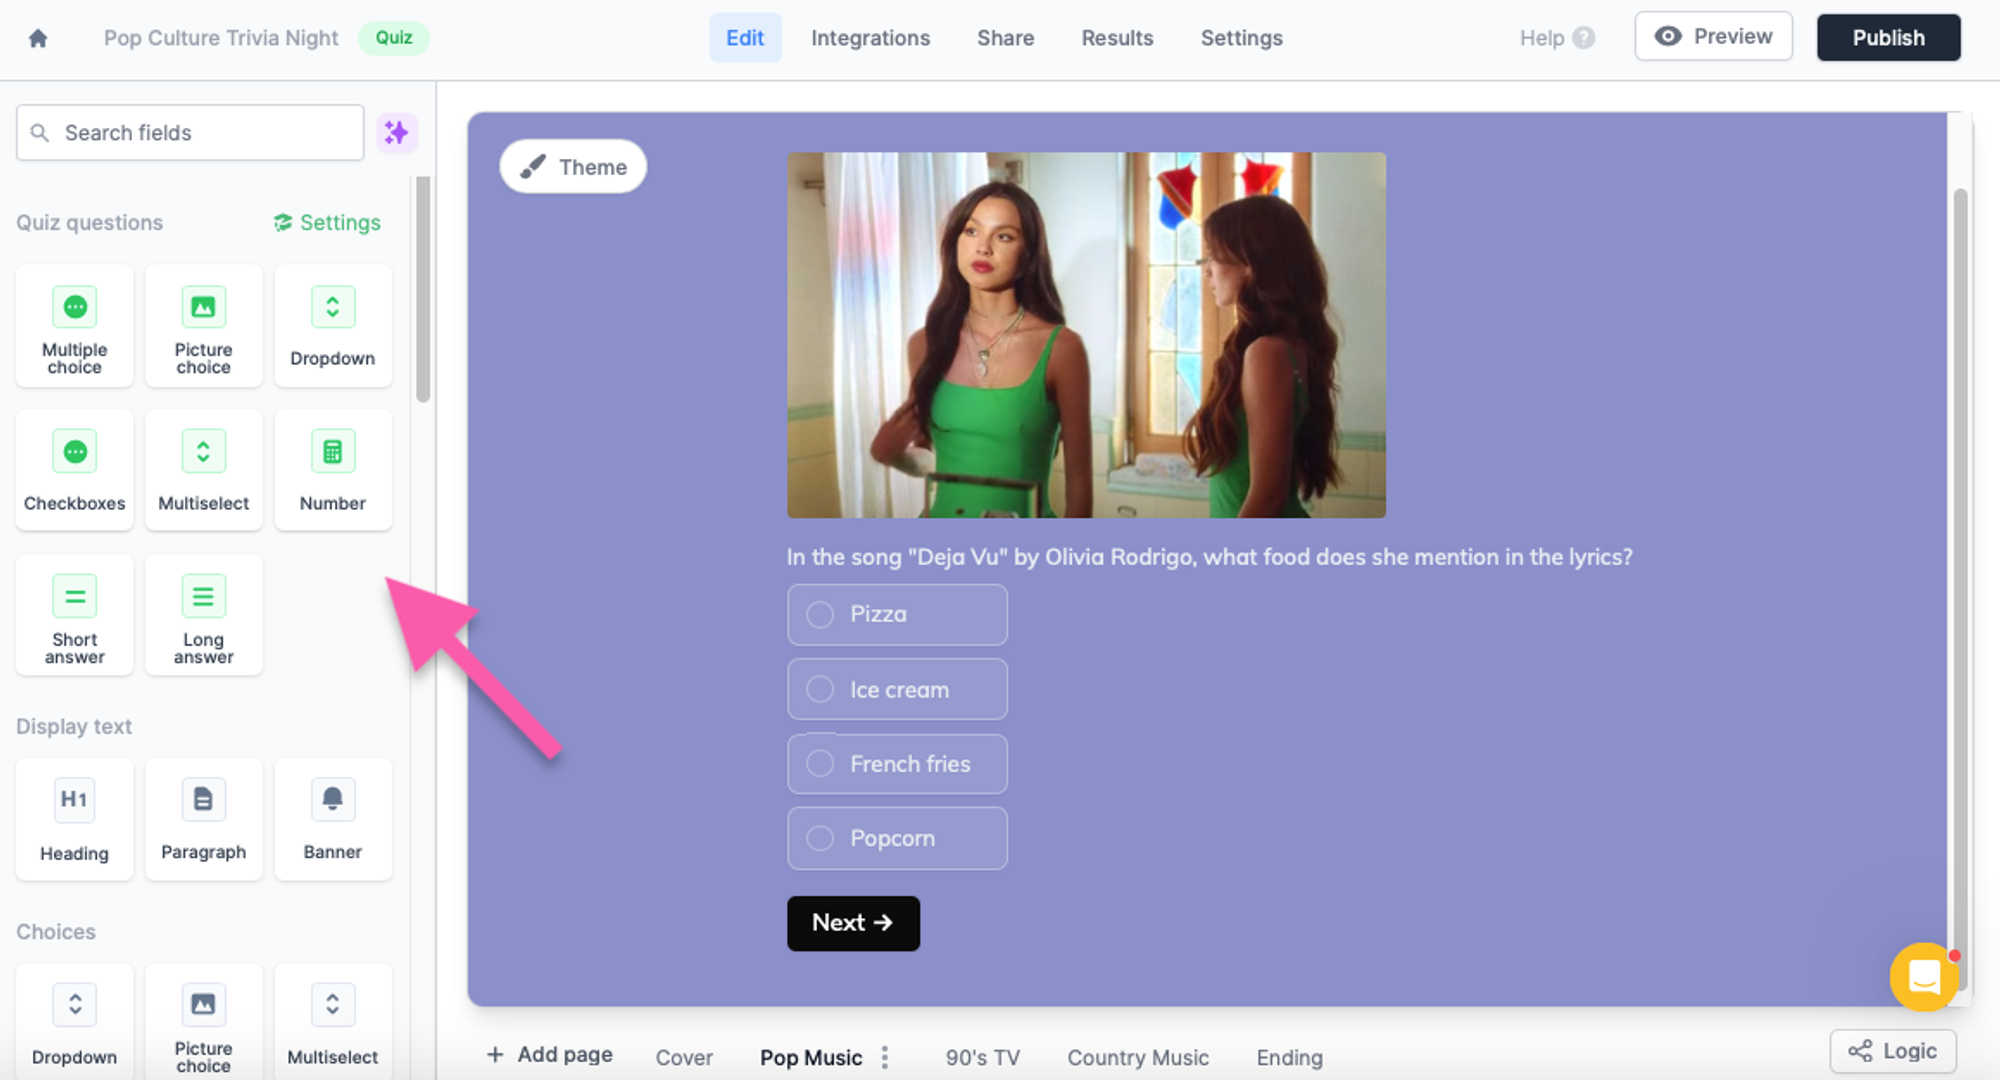 Pop Culture Trivia Night
Quiz
Edit
Integrations
Share
Results
Settings
Help ?
Preview
Publish
Search fields
Quiz questions
Settings
Multiple
choice
Picture
choice
Dropdown
Checkboxes
Multiselect
Number
Short
answer
Long
answer
Display text
H1
Heading
Paragraph
Banner
Choices
Dropdown
Picture
choice
Multiselect
Theme
In the song "Deja Vu" by Olivia Rodrigo, what food does she mention in the lyrics?
Pizza
Ice cream
French fries
Popcorn
Next →
+ Add page
Cover
Pop Music
90's TV
Country Music
Ending
Logic